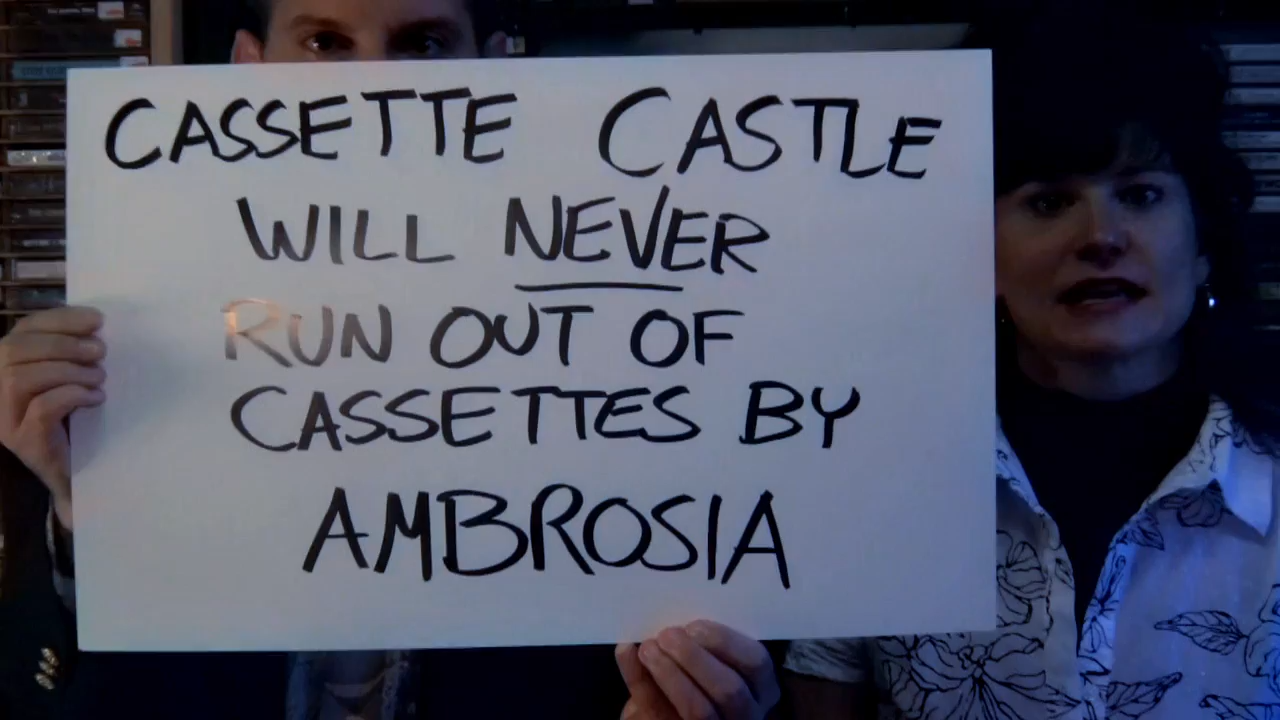 CASSETTE CASTLE
WILL NEVER
RUN OUT OF
CASSETTES BY
AMBROSIA